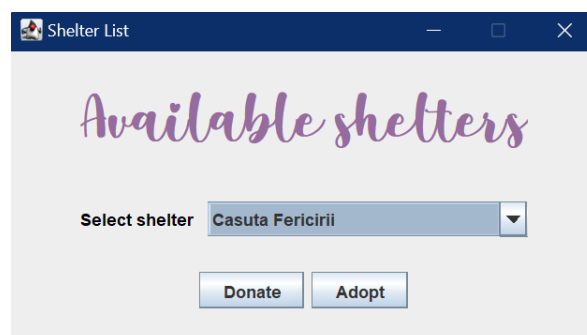 Shelter List
Available shelters
Select shelter Casuta Fericirii
Donate Adopt